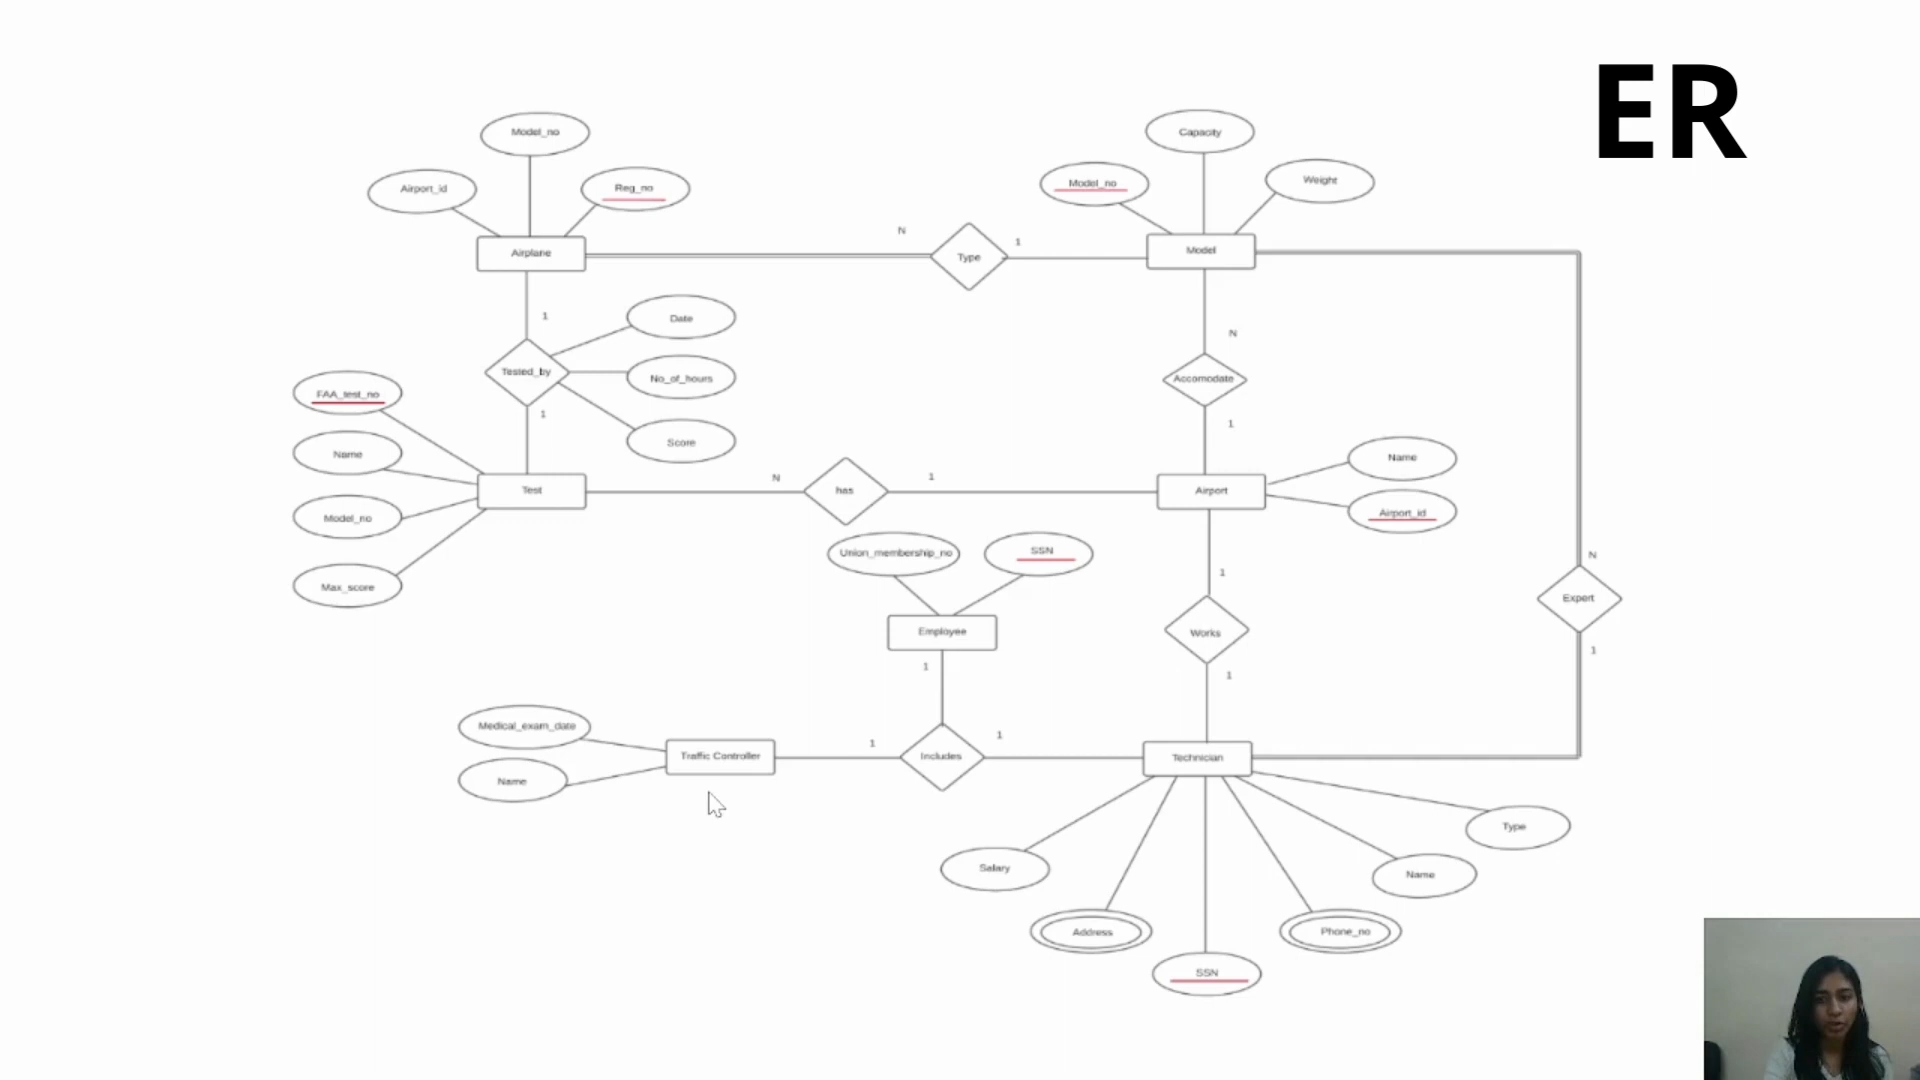 ER
Model_no
Airport_id
Reg_no
Airplane
Capacity
Model_no
Weight
Model
N
Type
1
1
Date
Tested_by
No_of_hours
1
Score
N
Accomodate
1
FAA_test_no
Name
Model_no
Max_score
Test
N
has
1
Airport
Name
Airport_id
Union_membership_no
SSN
Employee
1
1
Works
1
N
Expert
1
Medical_exam_date
Name
Traffic Controller
1
Includes
1
Technician
Salary
Address
SSN
Phone_no
Name
Type